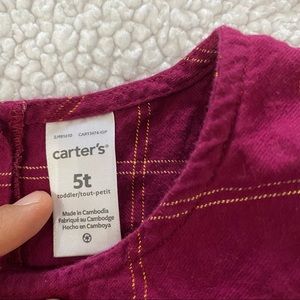 carter's®
5t
toddler/tout-petit
Made in Cambodia
Fabriqué au Cambodge
Hecho en Camboya